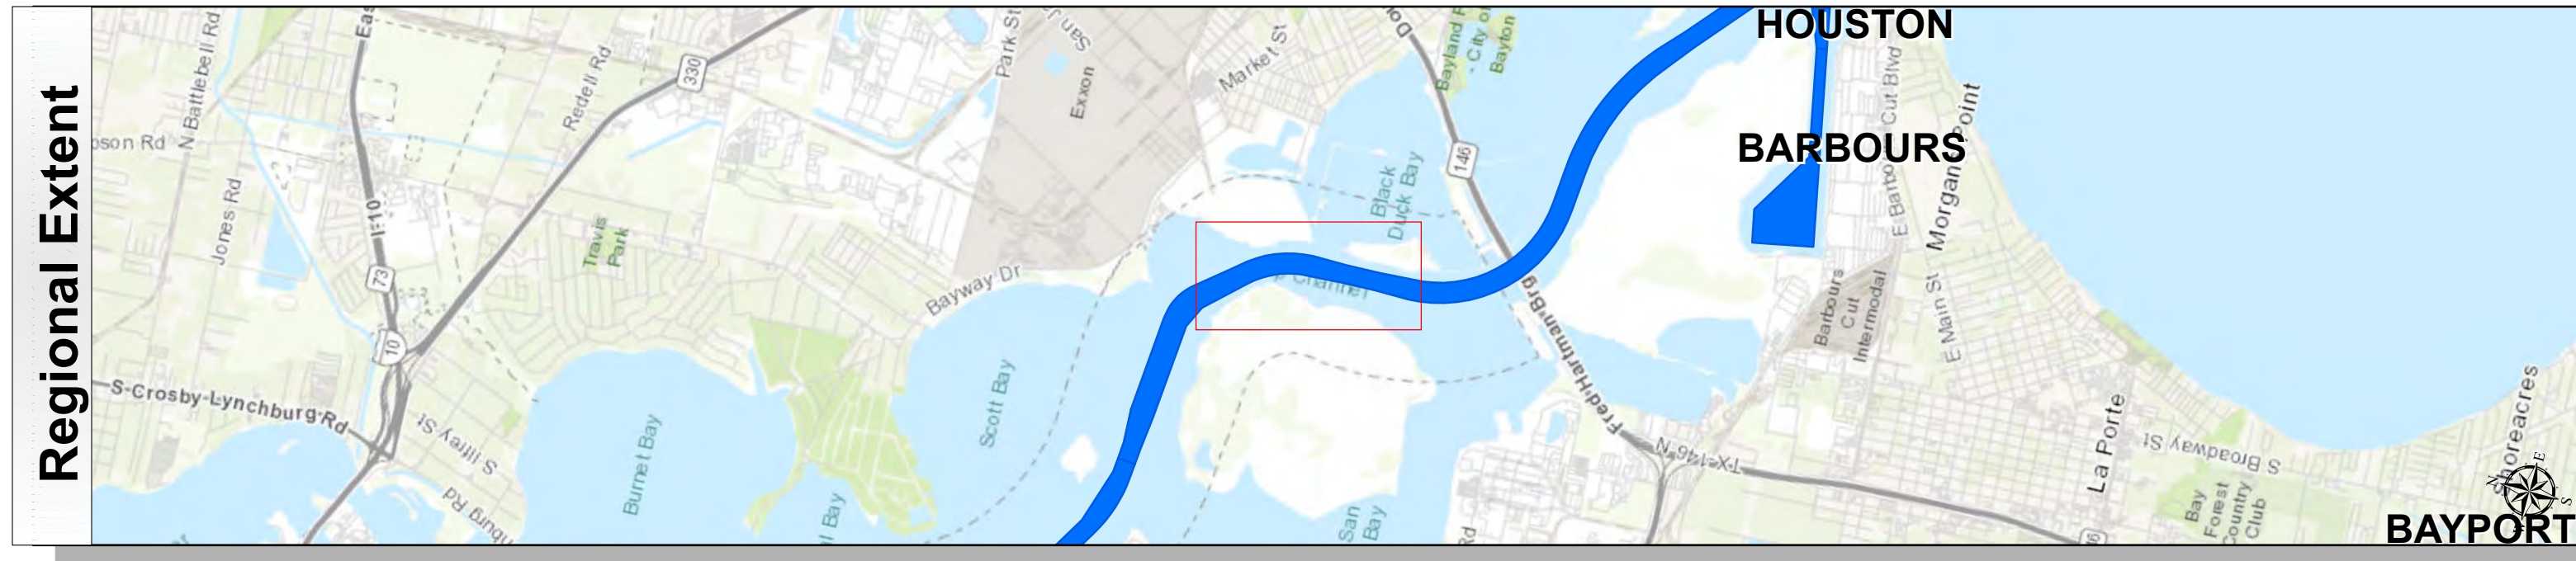 Regional Extent
HOUSTON
BARBOURS
BAYPORT
N Battlebell Rd
Jones Rd
Redell Rd
330
I-10
73
10
Travis
Park
S-Crosby-Lynchburg-Rd
S Ilfrey St
Burnet Bay
Scott Bay
Bayway Dr
Park St
Exxon
Market St
Black
Duck Bay
Channel
146
- City of
Fred-Hartman-Brg
TX-146-N
San
Bay
E Barbours Cut Blvd
Morgans Point
Barbours
Cut
Intermodal
E Main St
La Porte
S Broadway St
Shoreacres
Bay
Forest
Country
Club
N
E
S